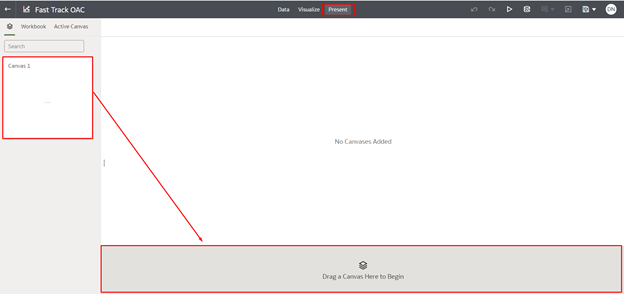 Fast Track OAC
Data Visualize Present
DN
Workbook Active Canvas
Search
Canvas 1
No Canvases Added
Drag a Canvas Here to Begin